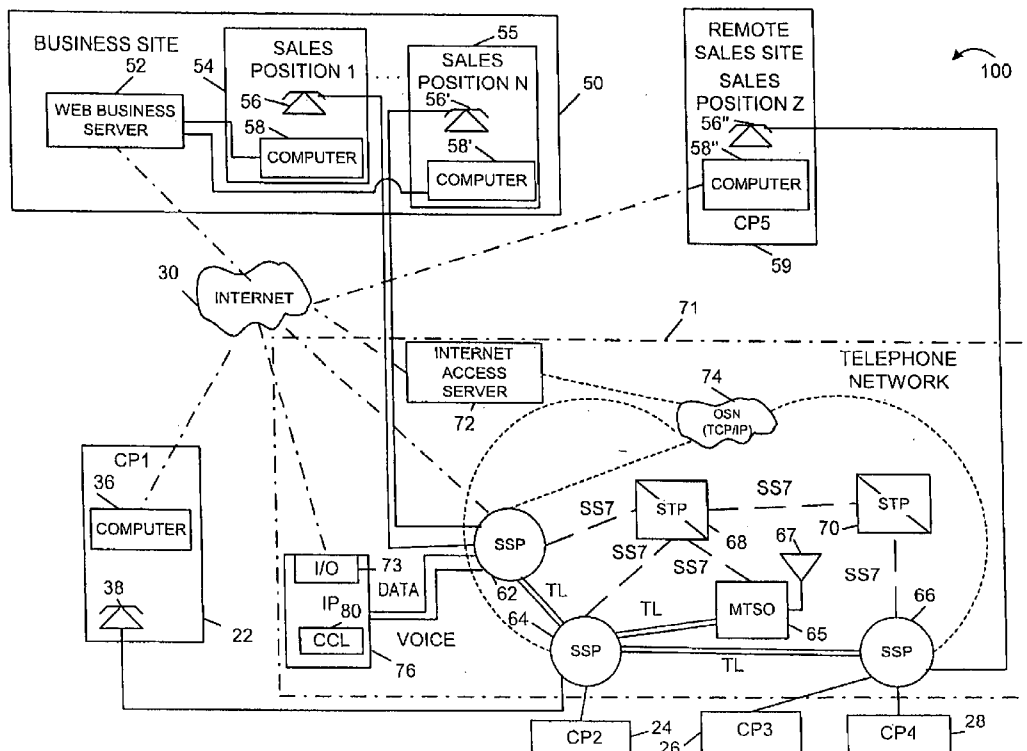 BUSINESS SITE
52
WEB BUSINESS
SERVER
54
SALES
POSITION 1
56
58
COMPUTER
55
SALES
POSITION N
56'
58'
COMPUTER
50
REMOTE
SALES SITE
SALES
POSITION Z
56"
58"
COMPUTER
CP5
59
100
30
INTERNET
71
INTERNET
ACCESS
SERVER
72
TELEPHONE
NETWORK
74
OSN
(TCP/IP)
CP1
36
COMPUTER
38
22
I/O
73
DATA
IP
80
CCL
VOICE
76
SSP
62
SS7
STP
68
SS7
STP
70
SS7
SS7
67
SS7
64
SSP
TL
TL
MTSO
65
TL
66
SSP
CP2
24
CP3
26
CP4
28